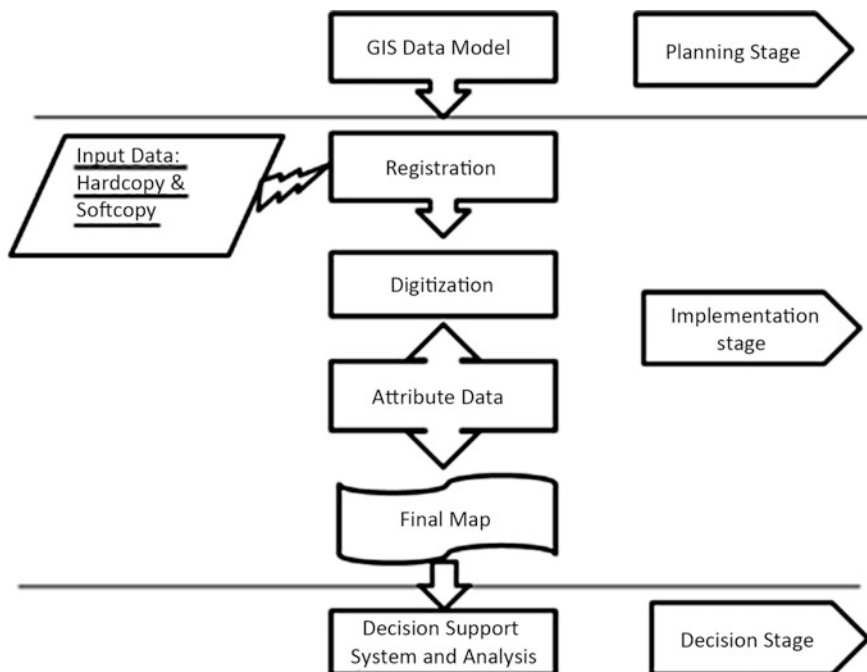 GIS Data Model
Planning Stage
Input Data:
Hardcopy &
Softcopy
Registration
Digitization
Implementation
stage
Attribute Data
Final Map
Decision Support
System and Analysis
Decision Stage